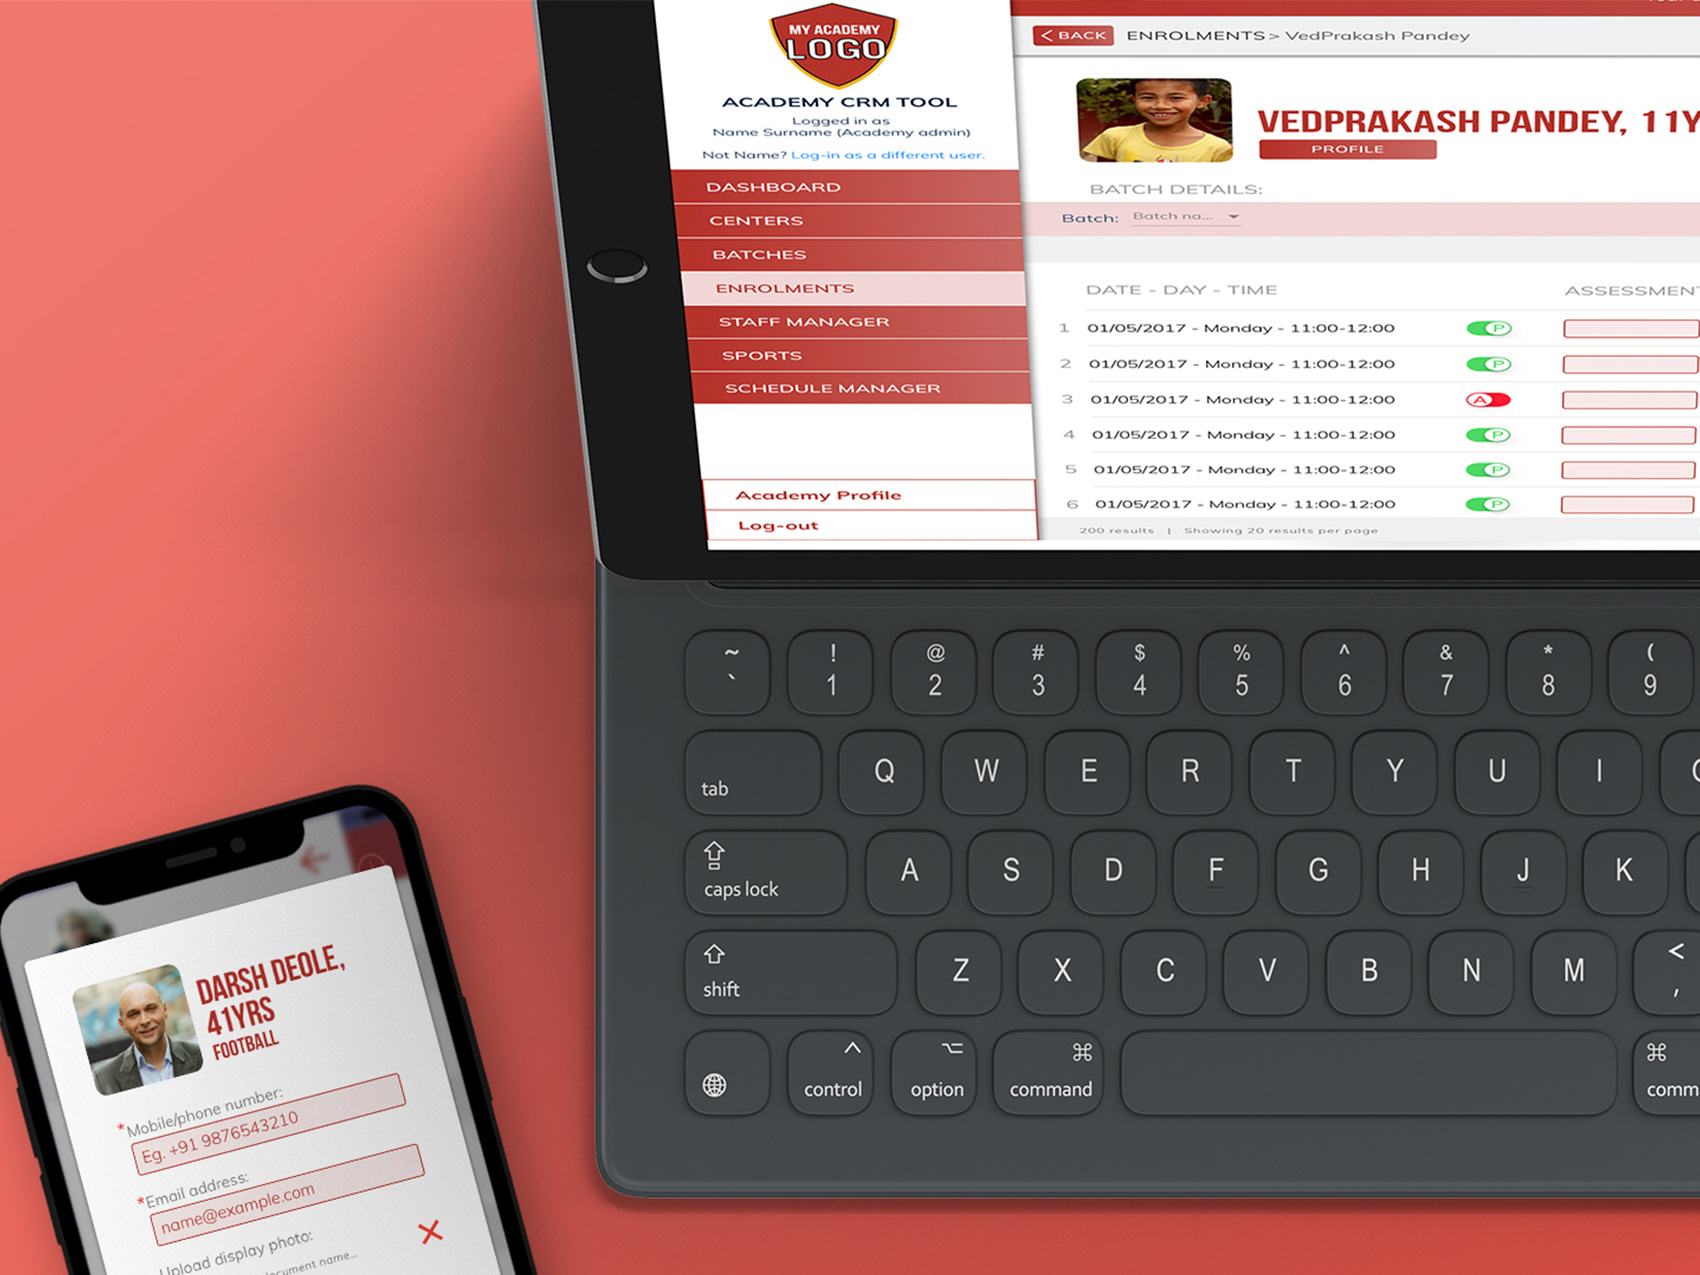 MY ACADEMY
LOGO
ACADEMY CRM TOOL
Logged in as
Name Surname (Academy admin)
Not Name? Log-in as a different user.
DASHBOARD
CENTERS
BATCHES
ENROLMENTS
STAFF MANAGER
SPORTS
SCHEDULE MANAGER
Academy Profile
Log-out
< BACK ENROLMENTS > VedPrakash Pandey
VEDPRAKASH PANDEY, 11Y
PROFILE
BATCH DETAILS:
Batch: Batch na...
DATE - DAY - TIME ASSESSMENT
1 01/05/2017 - Monday - 11:00-12:00 P
2 01/05/2017 - Monday - 11:00-12:00 P
3 01/05/2017 - Monday - 11:00-12:00 A
4 01/05/2017 - Monday - 11:00-12:00 P
5 01/05/2017 - Monday - 11:00-12:00 P
6 01/05/2017 - Monday - 11:00-12:00 P
200 results | Showing 20 results per page
~ ! @ # $ % ^ & * (
` 1 2 3 4 5 6 7 8 9
tab Q W E R T Y U I
caps lock A S D F G H J K
shift Z X C V B N M < ,
control option command comm
DARSH DEOLE,
41YRS
FOOTBALL
*Mobile/phone number:
Eg. +91 9876543210
*Email address:
name@example.com
Upload display photo:
document name...